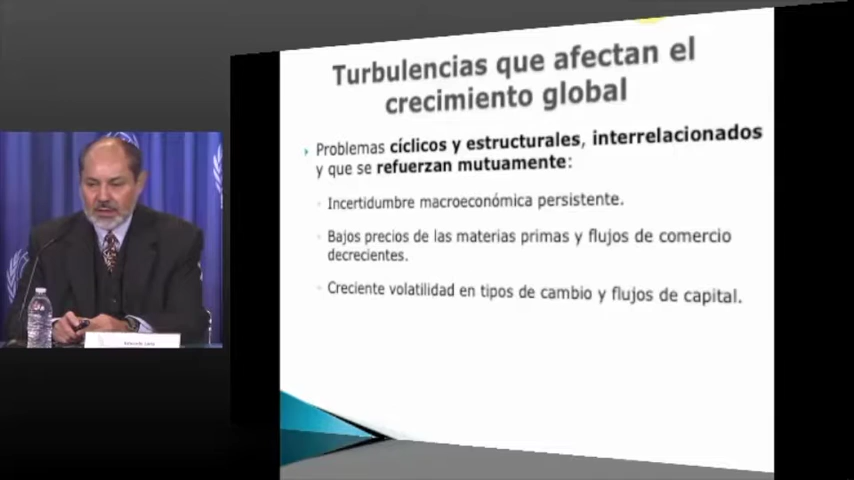 Turbulencias que afectan el
crecimiento global
Problemas cíclicos y estructurales, interrelacionados
y que se refuerzan mutuamente:
Incertidumbre macroeconómica persistente.
Bajos precios de las materias primas y flujos de comercio
decrecientes.
Creciente volatilidad en tipos de cambio y flujos de capital.